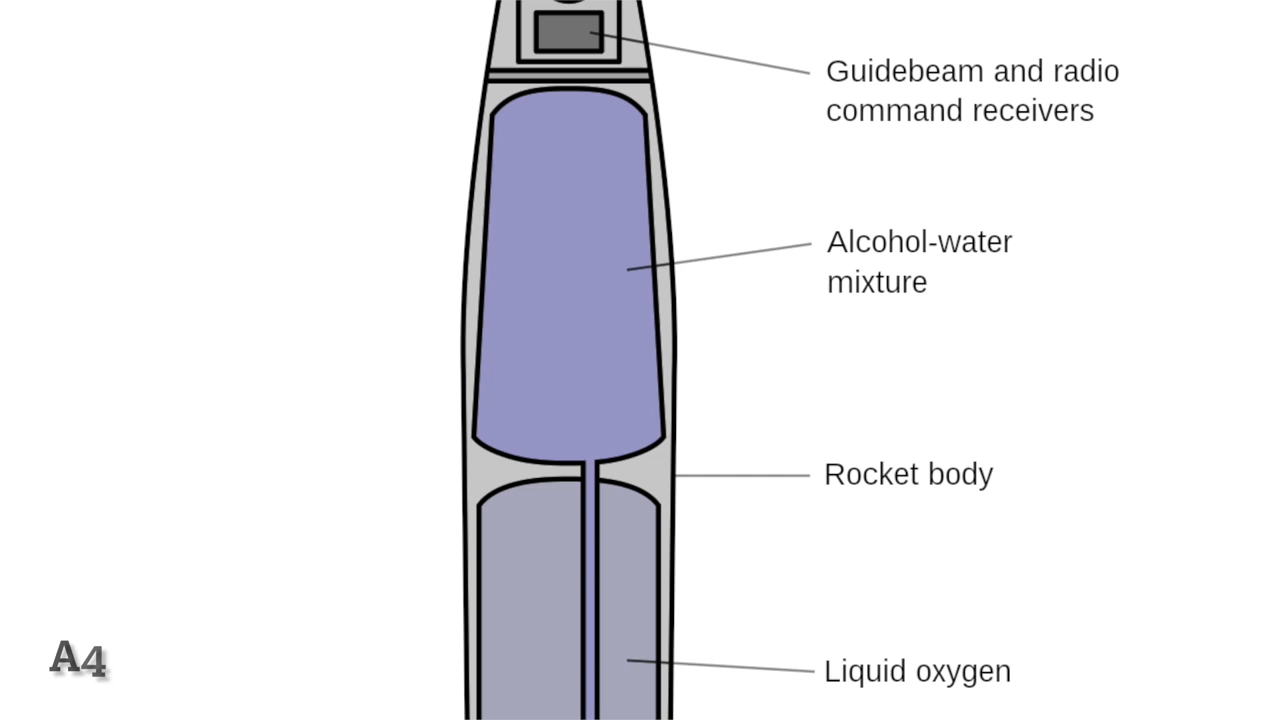 Guidebeam and radio
command receivers
Alcohol-water
mixture
Rocket body
Liquid oxygen
A4